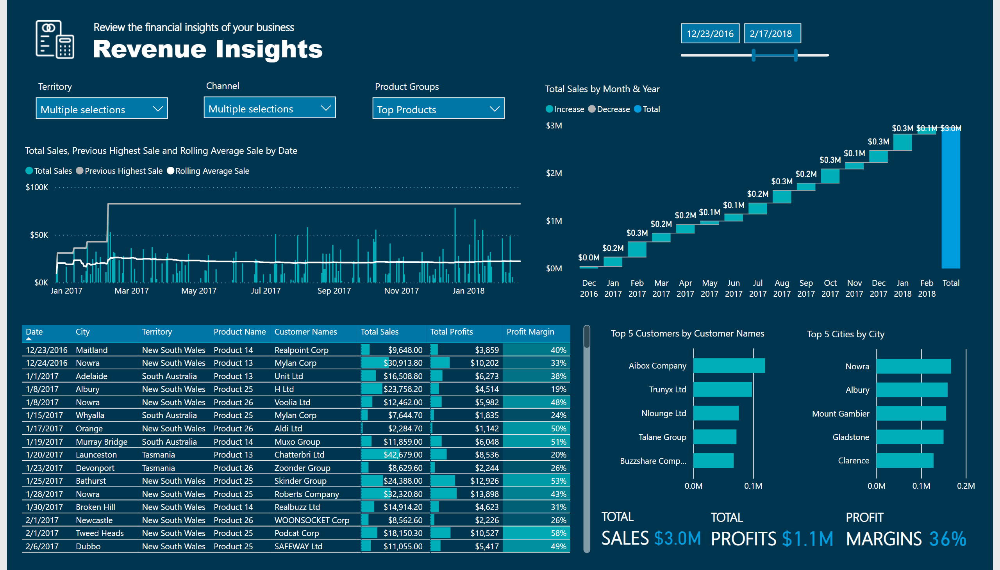 Review the financial insights of your business
Revenue Insights
12/23/2016 2/17/2018
Territory
Multiple selections
Channel
Multiple selections
Product Groups
Top Products
Total Sales, Previous Highest Sale and Rolling Average Sale by Date
Total Sales Previous Highest Sale Rolling Average Sale
$100K
$50K
$0K
Jan 2017 Mar 2017 May 2017 Jul 2017 Sep 2017 Nov 2017 Jan 2018
Total Sales by Month & Year
Increase Decrease Total
$3M
$2M
$1M
$0M
$0.0M $0.2M $0.3M $0.2M $0.2M $0.1M $0.1M $0.2M $0.3M $0.2M $0.3M $0.1M $0.3M $0.3M $0.1M $3.0M
Dec Jan Feb Mar Apr May Jun Jul Aug Sep Oct Nov Dec Jan Feb Total
2016 2017 2017 2017 2017 2017 2017 2017 2017 2017 2017 2017 2017 2018 2018
Date City Territory Product Name Customer Names Total Sales Total Profits Profit Margin
12/23/2016 Maitland New South Wales Product 14 Realpoint Corp $9,648.00 $3,859 40%
12/24/2016 Nowra New South Wales Product 13 Mylan Corp $30,913.80 $10,202 33%
1/1/2017 Adelaide South Australia Product 13 Unit Ltd $16,508.80 $6,273 38%
1/8/2017 Albury New South Wales Product 25 H Ltd $23,758.20 $4,514 19%
1/8/2017 Nowra New South Wales Product 26 Voolia Ltd $12,462.00 $5,982 48%
1/15/2017 Whyalla South Australia Product 25 Mylan Corp $7,644.70 $1,835 24%
1/17/2017 Orange New South Wales Product 26 Aldi Ltd $2,284.70 $1,142 50%
1/19/2017 Murray Bridge South Australia Product 14 Muxo Group $11,859.00 $6,048 51%
1/20/2017 Launceston Tasmania Product 13 Chatterbri Ltd $42,679.00 $8,536 20%
1/23/2017 Devonport Tasmania Product 26 Zoonder Group $8,629.60 $2,244 26%
1/25/2017 Bathurst New South Wales Product 25 Skinder Group $24,388.00 $12,926 53%
1/28/2017 Nowra New South Wales Product 25 Roberts Company $32,320.80 $13,898 43%
1/30/2017 Broken Hill New South Wales Product 14 Realbuzz Ltd $14,914.20 $4,623 31%
2/1/2017 Newcastle New South Wales Product 26 WOONSOCKET Corp $8,562.60 $2,226 26%
2/1/2017 Tweed Heads New South Wales Product 25 Podcat Corp $18,150.30 $10,527 58%
2/6/2017 Dubbo New South Wales Product 25 SAFEWAY Ltd $11,055.00 $5,417 49%
Top 5 Customers by Customer Names
Aibox Company
Trunyx Ltd
Nlounge Ltd
Talane Group
Buzzshare Comp...
0.0M 0.1M
Top 5 Cities by City
Nowra
Albury
Mount Gambier
Gladstone
Clarence
0.0M 0.1M 0.2M
TOTAL
SALES $3.0M
TOTAL
PROFITS $1.1M
PROFIT
MARGINS 36%